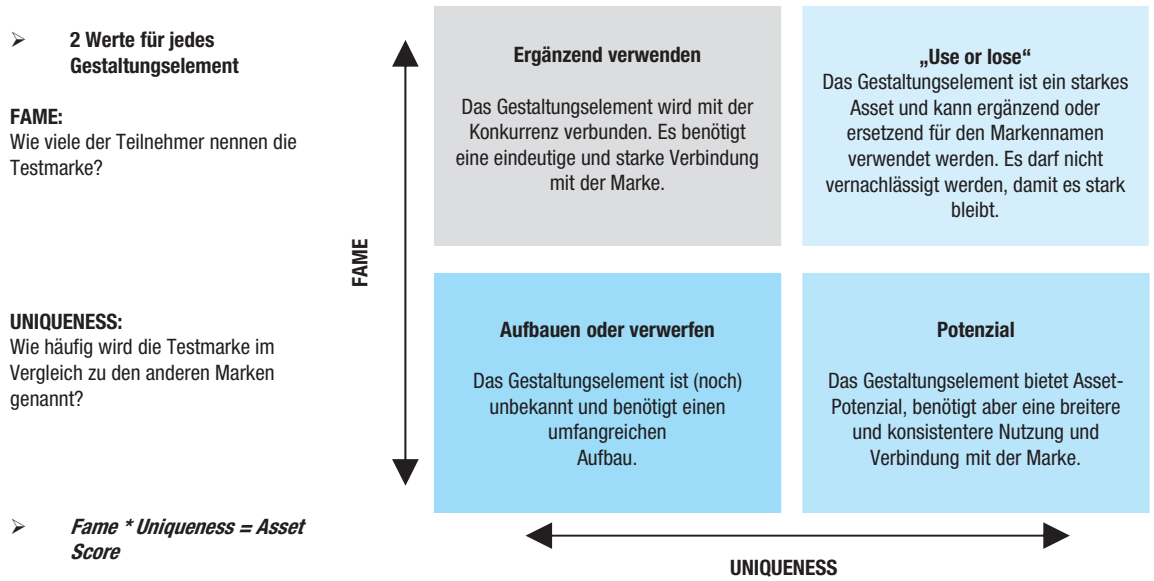 ➢ 2 Werte für jedes
Gestaltungselement
FAME:
Wie viele der Teilnehmer nennen die
Testmarke?
UNIQUENESS:
Wie häufig wird die Testmarke im
Vergleich zu den anderen Marken
genannt?
➢ Fame * Uniqueness = Asset
Score
FAME
Ergänzend verwenden
Das Gestaltungselement wird mit der
Konkurrenz verbunden. Es benötigt
eine eindeutige und starke Verbindung
mit der Marke.
„Use or lose“
Das Gestaltungselement ist ein starkes
Asset und kann ergänzend oder
ersetzend für den Markennamen
verwendet werden. Es darf nicht
vernachlässigt werden, damit es stark
bleibt.
Aufbauen oder verwerfen
Das Gestaltungselement ist (noch)
unbekannt und benötigt einen
umfangreichen
Aufbau.
Potenzial
Das Gestaltungselement bietet Asset-
Potenzial, benötigt aber eine breitere
und konsistentere Nutzung und
Verbindung mit der Marke.
UNIQUENESS